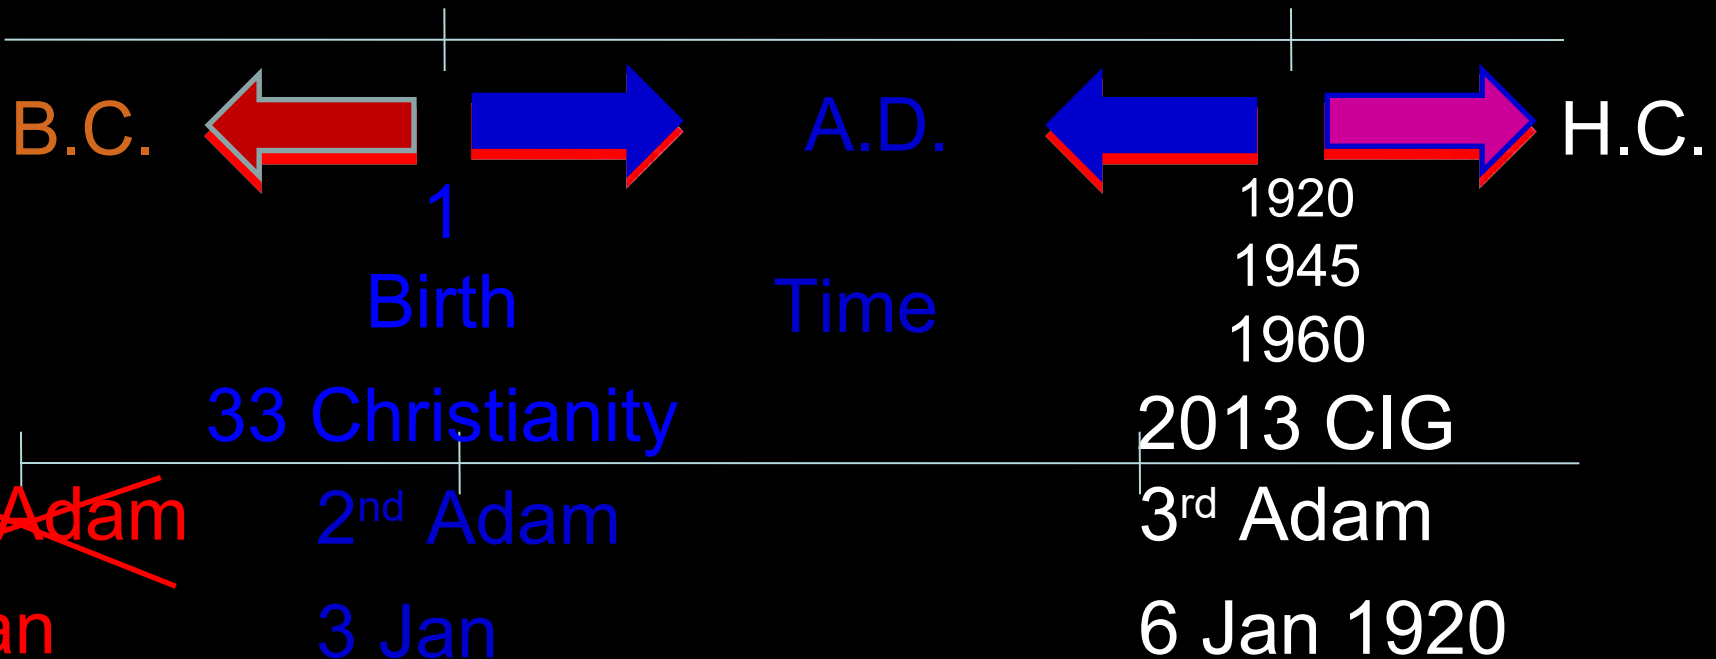 B.C. A.D. H.C.
1 1920
1945
Birth Time
1960
33 Christianity 2013 CIG
Adam 2nd Adam 3rd Adam
an 3 Jan 6 Jan 1920